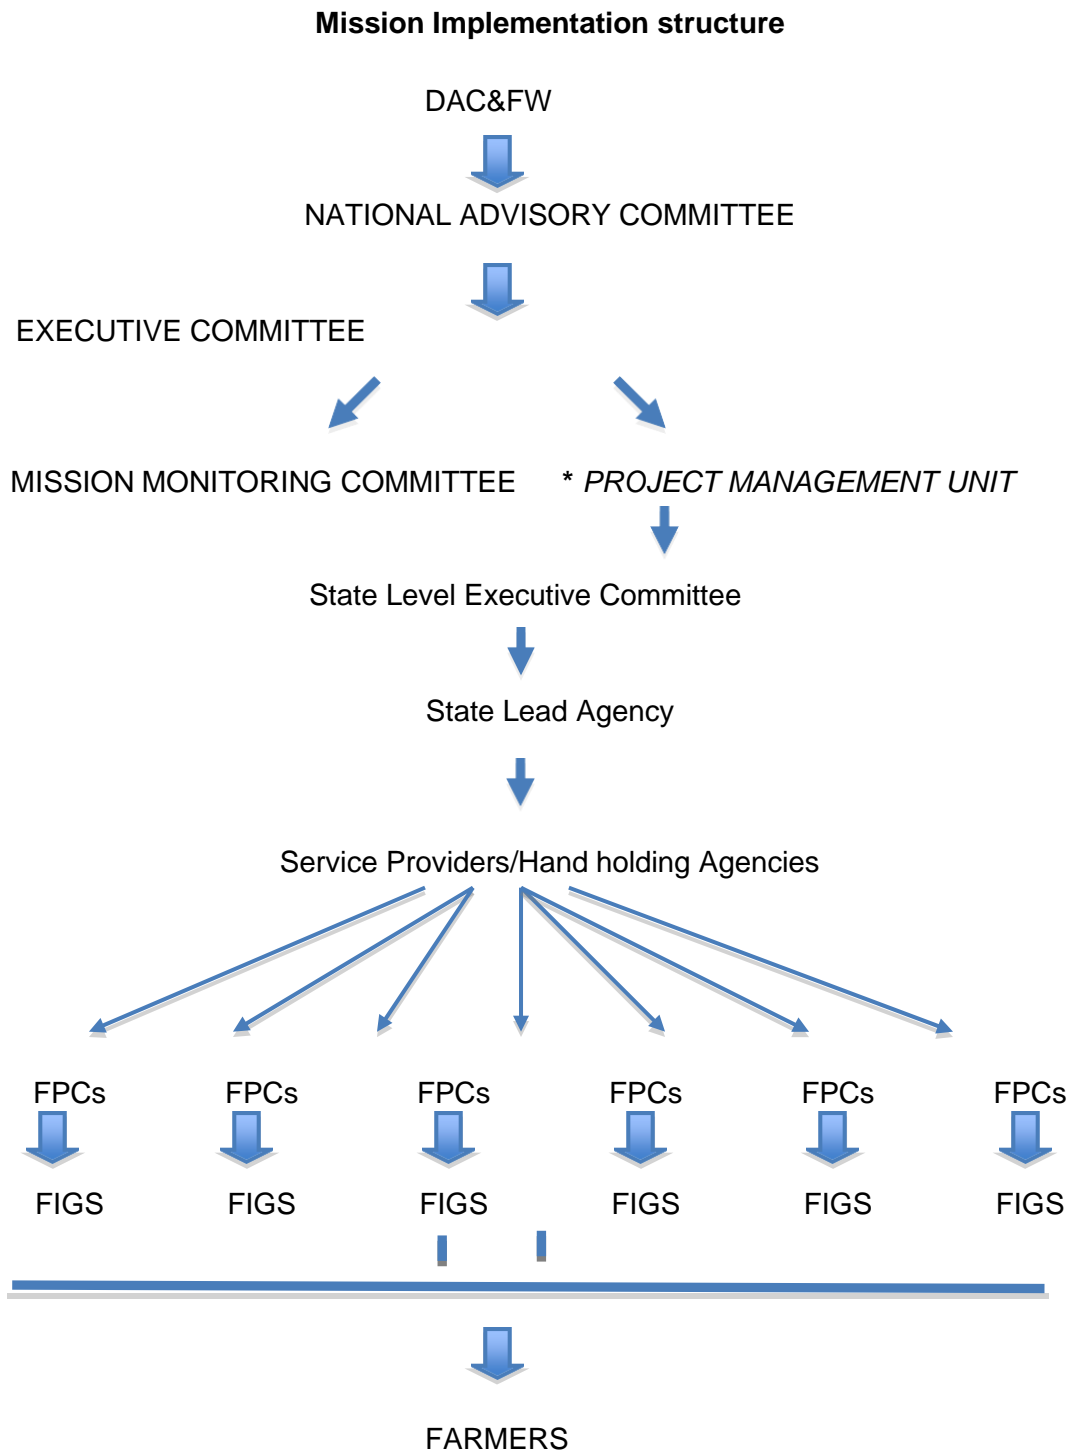 Mission Implementation structure
DAC&FW
NATIONAL ADVISORY COMMITTEE
EXECUTIVE COMMITTEE
MISSION MONITORING COMMITTEE * PROJECT MANAGEMENT UNIT
State Level Executive Committee
State Lead Agency
Service Providers/Hand holding Agencies
FPCs FPCs FPCs FPCs FPCs FPCs
FIGS FIGS FIGS FIGS FIGS FIGS
FARMERS